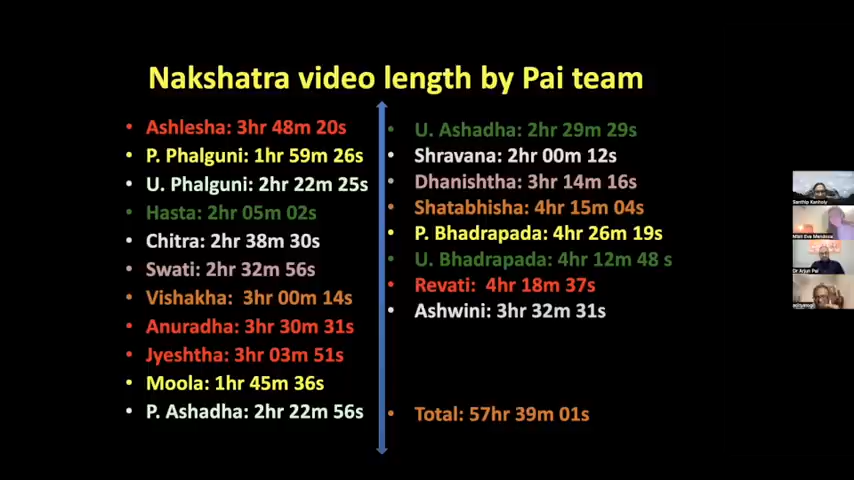 Nakshatra video length by Pai team
• Ashlesha: 3hr 48m 20s
• P. Phalguni: 1hr 59m 26s
• U. Phalguni: 2hr 22m 25s
• Hasta: 2hr 05m 02s
• Chitra: 2hr 38m 30s
• Swati: 2hr 32m 56s
• Vishakha: 3hr 00m 14s
• Anuradha: 3hr 30m 31s
• Jyeshtha: 3hr 03m 51s
• Moola: 1hr 45m 36s
• P. Ashadha: 2hr 22m 56s
• U. Ashadha: 2hr 29m 29s
• Shravana: 2hr 00m 12s
• Dhanishtha: 3hr 14m 16s
• Shatabhisha: 4hr 15m 04s
• P. Bhadrapada: 4hr 26m 19s
• U. Bhadrapada: 4hr 12m 48 s
• Revati: 4hr 18m 37s
• Ashwini: 3hr 32m 31s
• Total: 57hr 39m 01s
Dr Arjun Pai